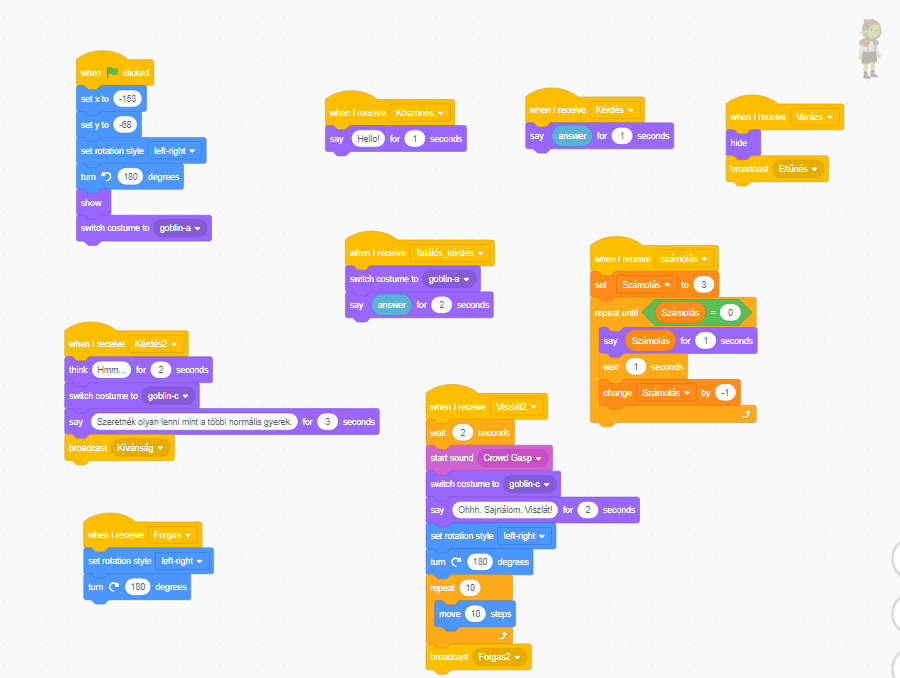 when clicked
set x to -153
set y to -68
set rotation style left-right
turn 180 degrees
show
switch costume to goblin-a
when I receive Köszönés
say Hello! for 1 seconds
when I receive Kérdés
say answer for 1 seconds
when I receive Varázs
hide
broadcast Eltűnés
when I receive Találós_kérdés
switch costume to goblin-a
say answer for 2 seconds
when I receive számolás
set Számolás to 3
repeat until Számolás = 0
say Számolás for 1 seconds
wait 1 seconds
change Számolás by -1
when I receive Kérdés2
think Hmm... for 2 seconds
switch costume to goblin-c
say Szeretnék olyan lenni mint a többi normális gyerek. for 3 seconds
broadcast Kívánság
when I receive Viszlát2
wait 2 seconds
start sound Crowd Gasp
switch costume to goblin-c
say Ohhh. Sajnálom. Viszlát! for 2 seconds
set rotation style left-right
turn 180 degrees
repeat 10
move 10 steps
broadcast Forgas2
when I receive Forgas
set rotation style left-right
turn 180 degrees